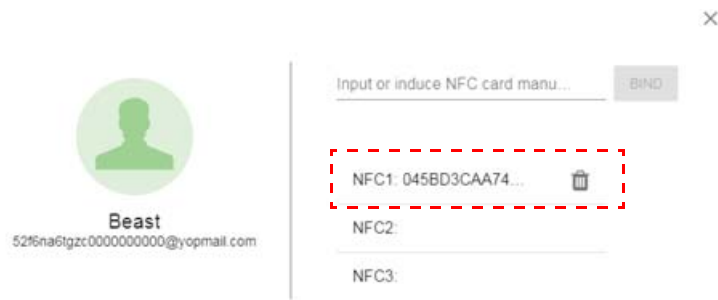 Input or induce NFC card manu...
BIND
NFC1: 045BD3CAA74...
Beast
52f6na6tgzc0000000000@yopmail.com
NFC2:
NFC3: